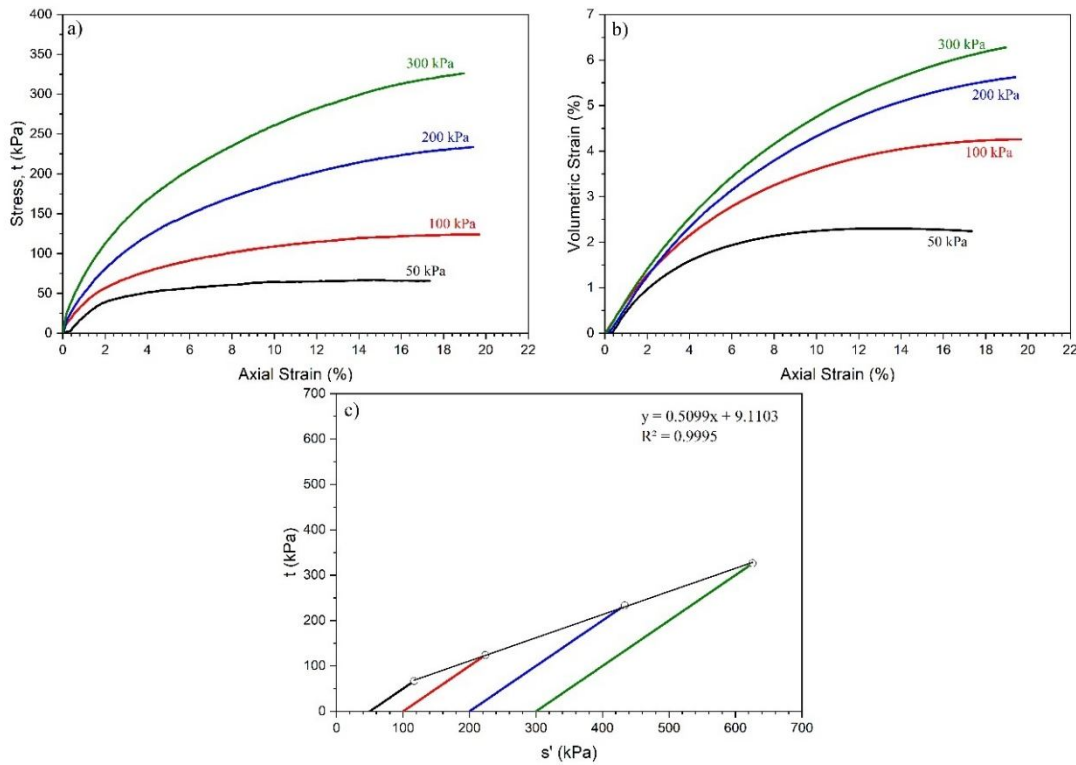 a)
400
350
300
250
200
150
100
50
0
Stress, t (kPa)
300 kPa
200 kPa
100 kPa
50 kPa
0 2 4 6 8 10 12 14 16 18 20 22
Axial Strain (%)
b)
7
6
5
4
3
2
1
0
Volumetric Strain (%)
300 kPa
200 kPa
100 kPa
50 kPa
0 2 4 6 8 10 12 14 16 18 20 22
Axial Strain (%)
c)
y = 0.5099x + 9.1103
R² = 0.9995
700
600
500
400
300
200
100
0
t (kPa)
0 100 200 300 400 500 600 700
s' (kPa)